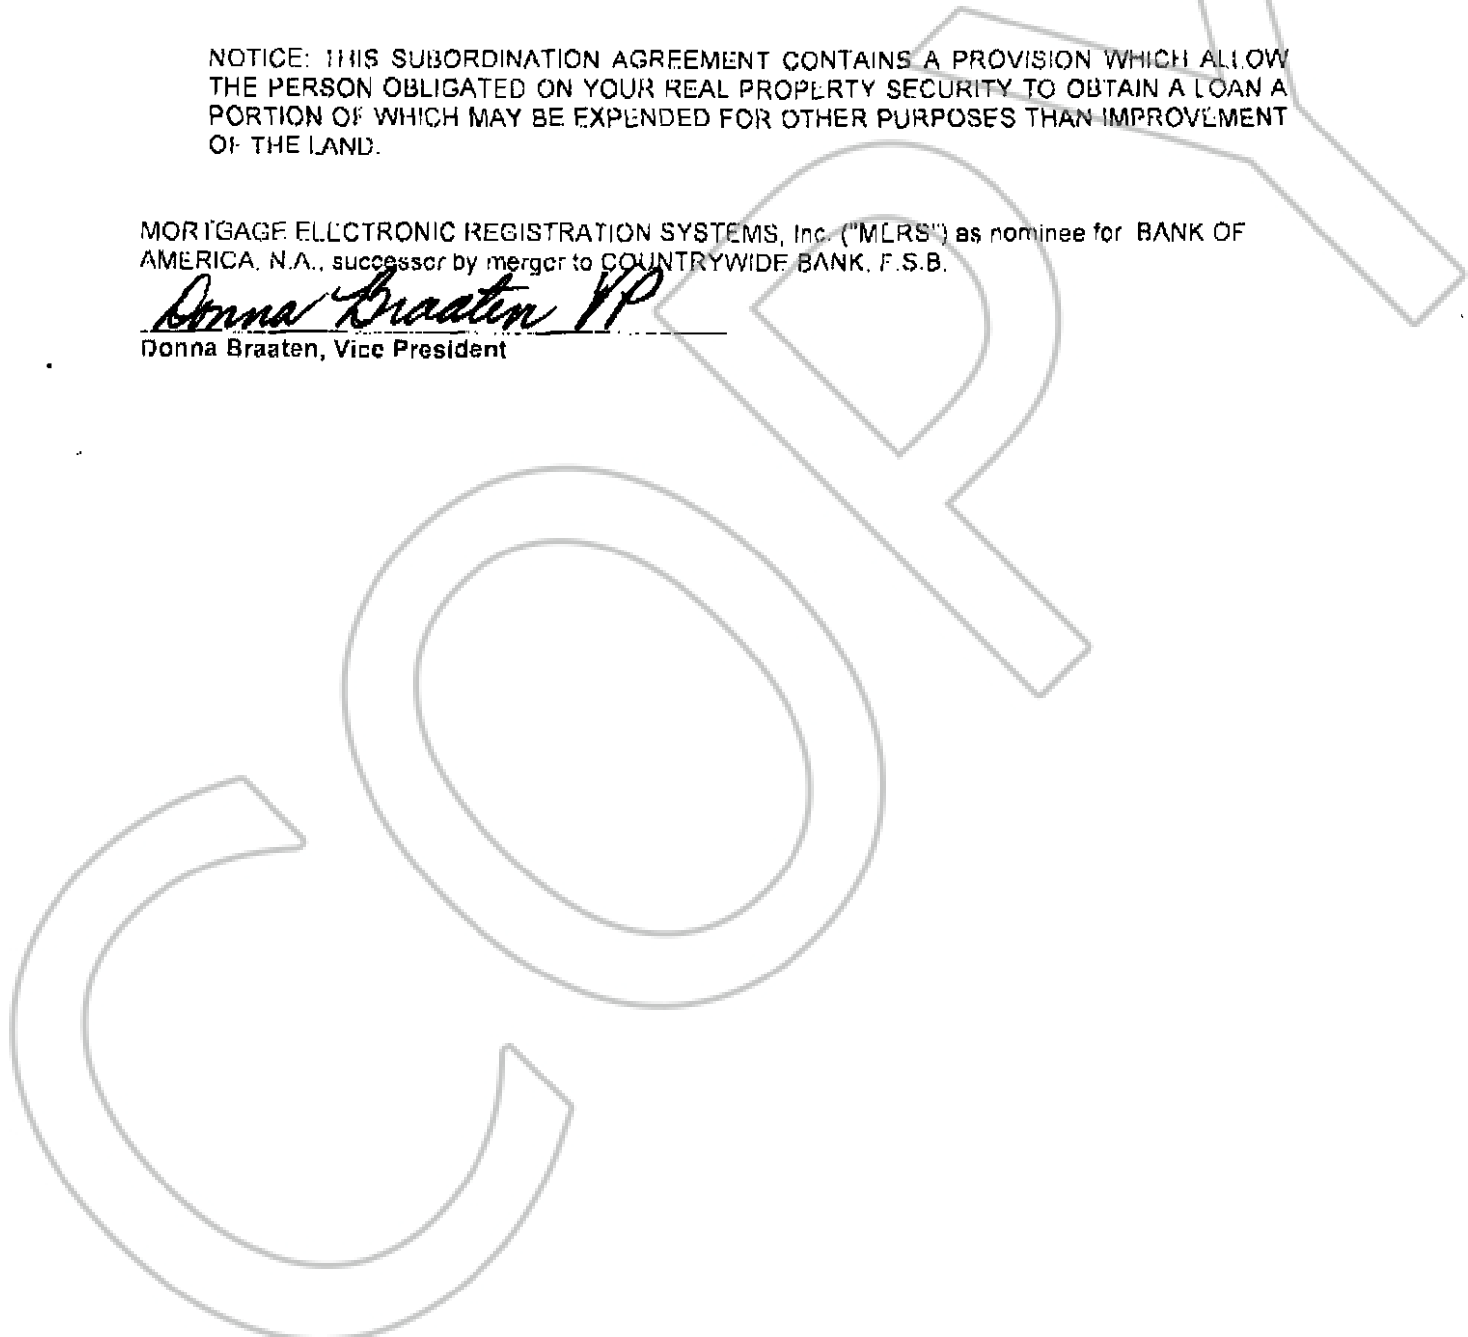 NOTICE: THIS SUBORDINATION AGREEMENT CONTAINS A PROVISION WHICH ALLOW
THE PERSON OBLIGATED ON YOUR REAL PROPERTY SECURITY TO OBTAIN A LOAN A
PORTION OF WHICH MAY BE EXPENDED FOR OTHER PURPOSES THAN IMPROVEMENT
OF THE LAND.
MORTGAGE ELECTRONIC REGISTRATION SYSTEMS, Inc. ("MERS") as nominee for BANK OF
AMERICA, N.A., successor by merger to COUNTRYWIDE BANK, F.S.B.
Donna Braaten VP
Donna Braaten, Vice President
COPY